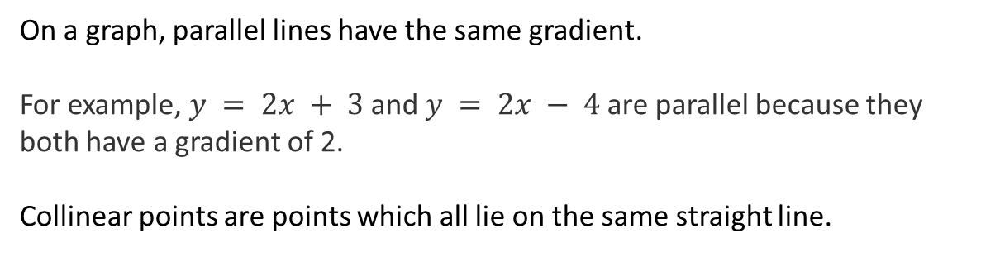 On a graph, parallel lines have the same gradient.
For example, y = 2x + 3 and y = 2x − 4 are parallel because they
both have a gradient of 2.
Collinear points are points which all lie on the same straight line.